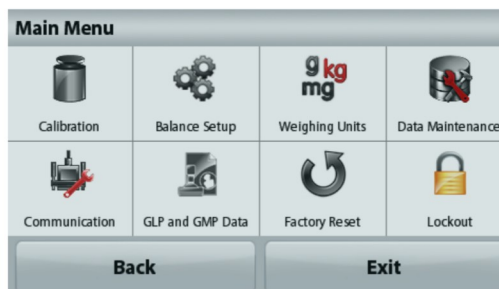 Main Menu
g kg
mg
Calibration Balance Setup Weighing Units Data Maintenance
Communication GLP and GMP Data Factory Reset Lockout
Back Exit